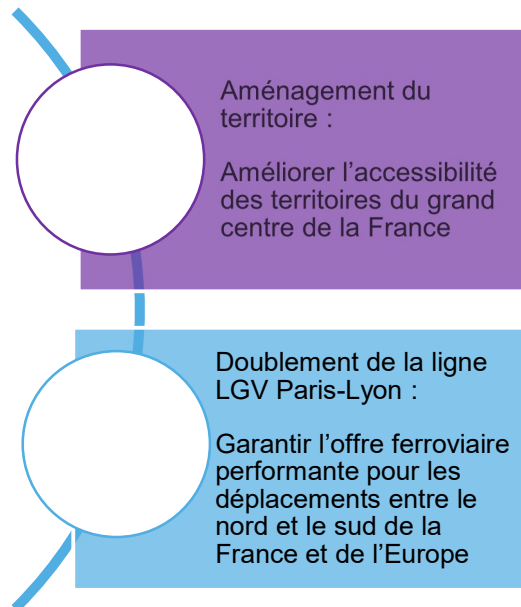 Aménagement du
territoire :
Améliorer l’accessibilité
des territoires du grand
centre de la France
Doublement de la ligne
LGV Paris-Lyon :
Garantir l’offre ferroviaire
performante pour les
déplacements entre le
nord et le sud de la
France et de l’Europe